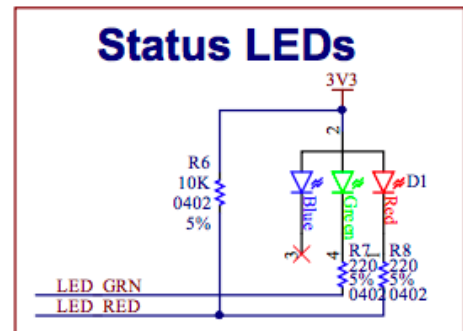 Status LEDs
3V3
2
R6
10K
0402
5%
Blue
Green
Red
D1
3
4
1
R7
220
5%
0402
R8
220
5%
0402
LED_GRN
LED_RED